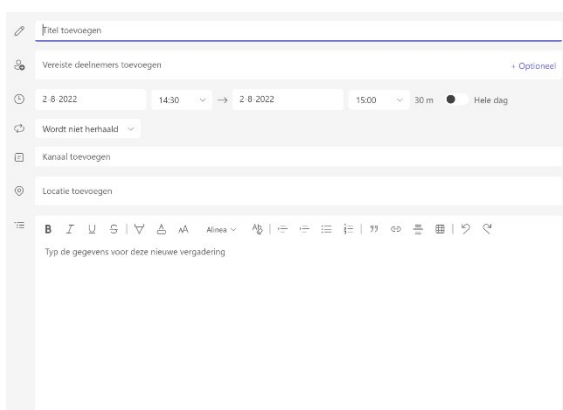 Titel toevoegen
Vereiste deelnemers toevoegen + Optioneel
2-8-2022 14:30 → 2-8-2022 15:00 30 m Hele dag
Wordt niet herhaald
Kanaal toevoegen
Locatie toevoegen
B I U S A AA Alinea
Typ de gegevens voor deze nieuwe vergadering